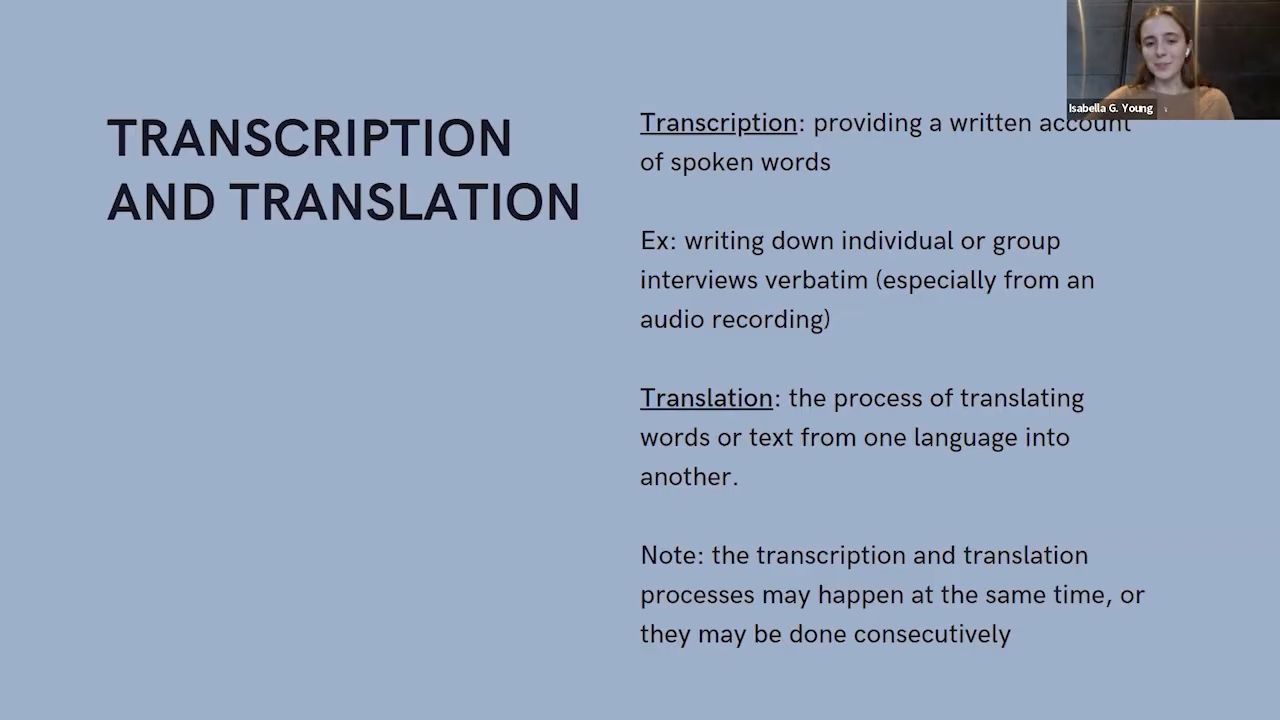 TRANSCRIPTION
AND TRANSLATION
Isabella G. Young
Transcription: providing a written account
of spoken words
Ex: writing down individual or group
interviews verbatim (especially from an
audio recording)
Translation: the process of translating
words or text from one language into
another.
Note: the transcription and translation
processes may happen at the same time, or
they may be done consecutively